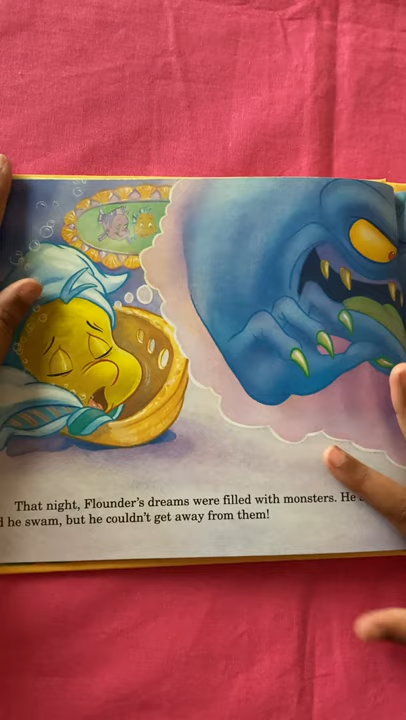 That night, Flounder's dreams were filled with monsters. He
he swam, but he couldn't get away from them!